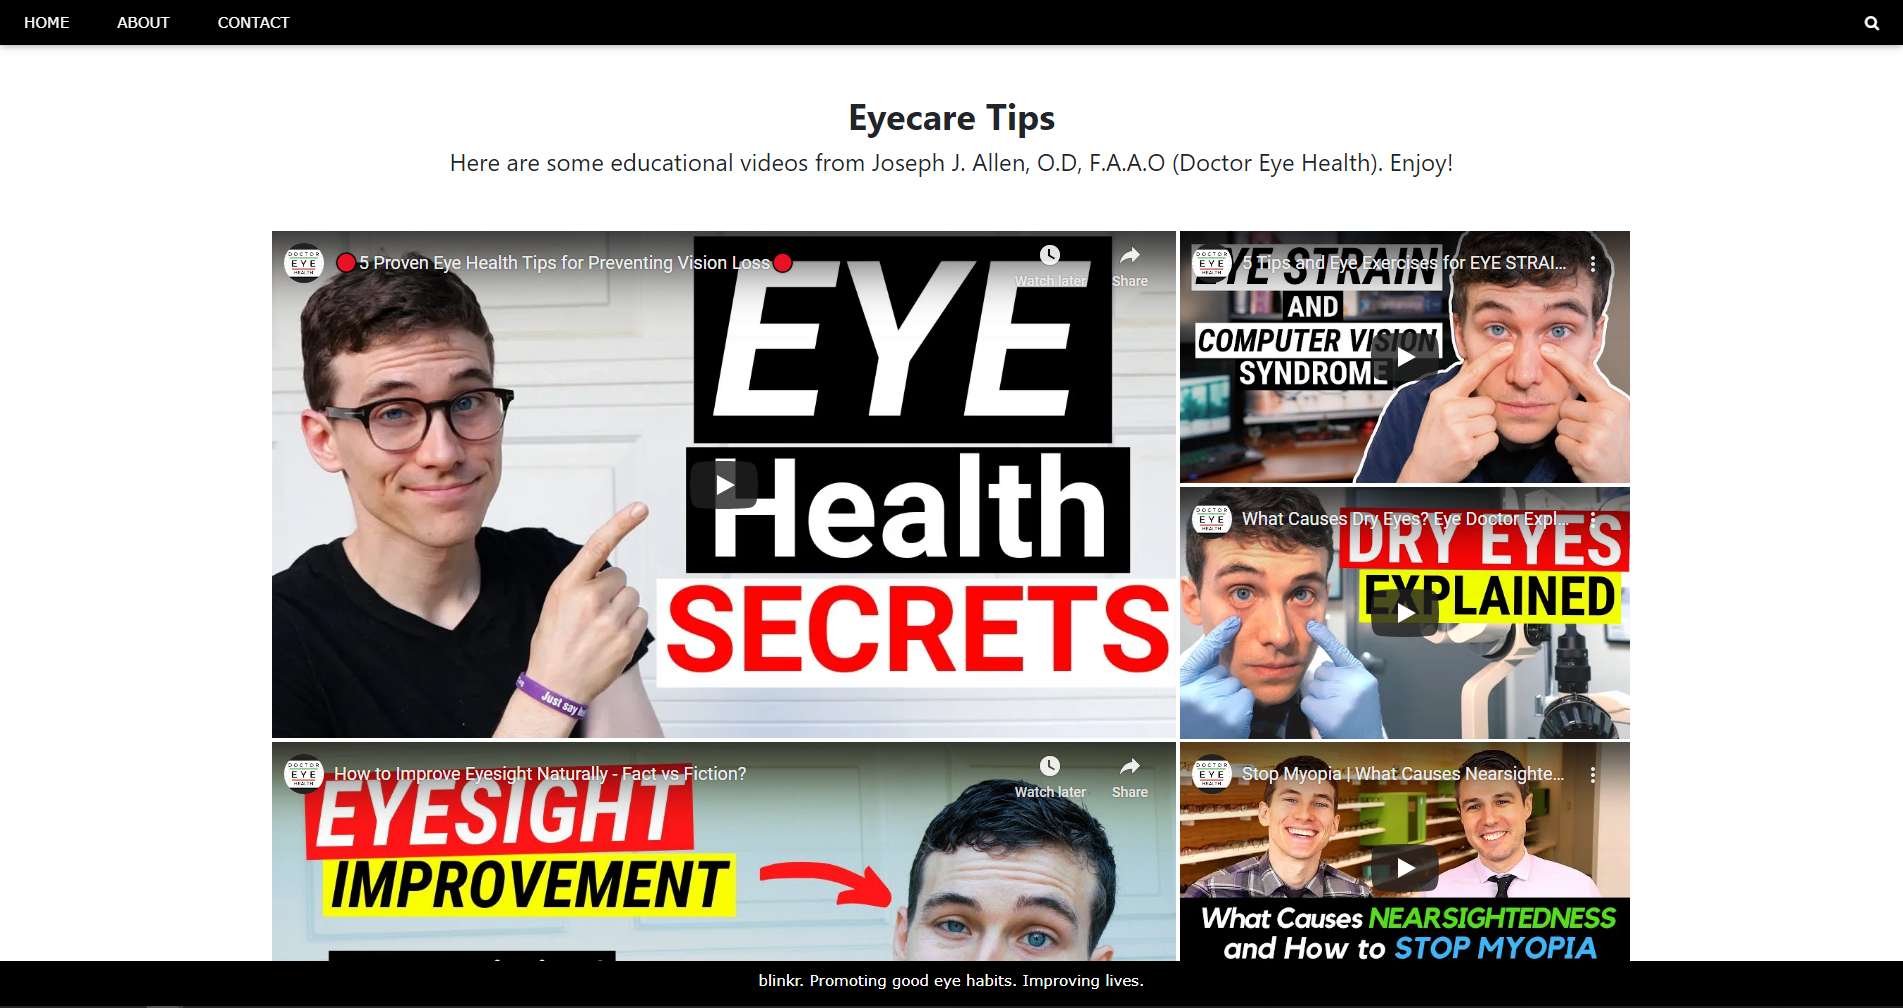 HOME ABOUT CONTACT
Eyecare Tips
Here are some educational videos from Joseph J. Allen, O.D, F.A.A.O (Doctor Eye Health). Enjoy!
DOCTOR
EYE
HEALTH
5 Proven Eye Health Tips for Preventing Vision Loss
Watch later
Share
EYE
Health
SECRETS
Just say
DOCTOR
EYE
HEALTH
5 Tips and Eye Exercises for EYE STRAI...
EYE STRAIN
AND
COMPUTER VISION
SYNDROME
DOCTOR
EYE
HEALTH
What Causes Dry Eyes? Eye Doctor Expl...
DRY EYES
EXPLAINED
DOCTOR
EYE
HEALTH
How to Improve Eyesight Naturally - Fact vs Fiction?
Watch later
Share
EYESIGHT
IMPROVEMENT
DOCTOR
EYE
HEALTH
Stop Myopia | What Causes Nearsighte...
What Causes NEARSIGHTEDNESS
and How to STOP MYOPIA
blinkr. Promoting good eye habits. Improving lives.